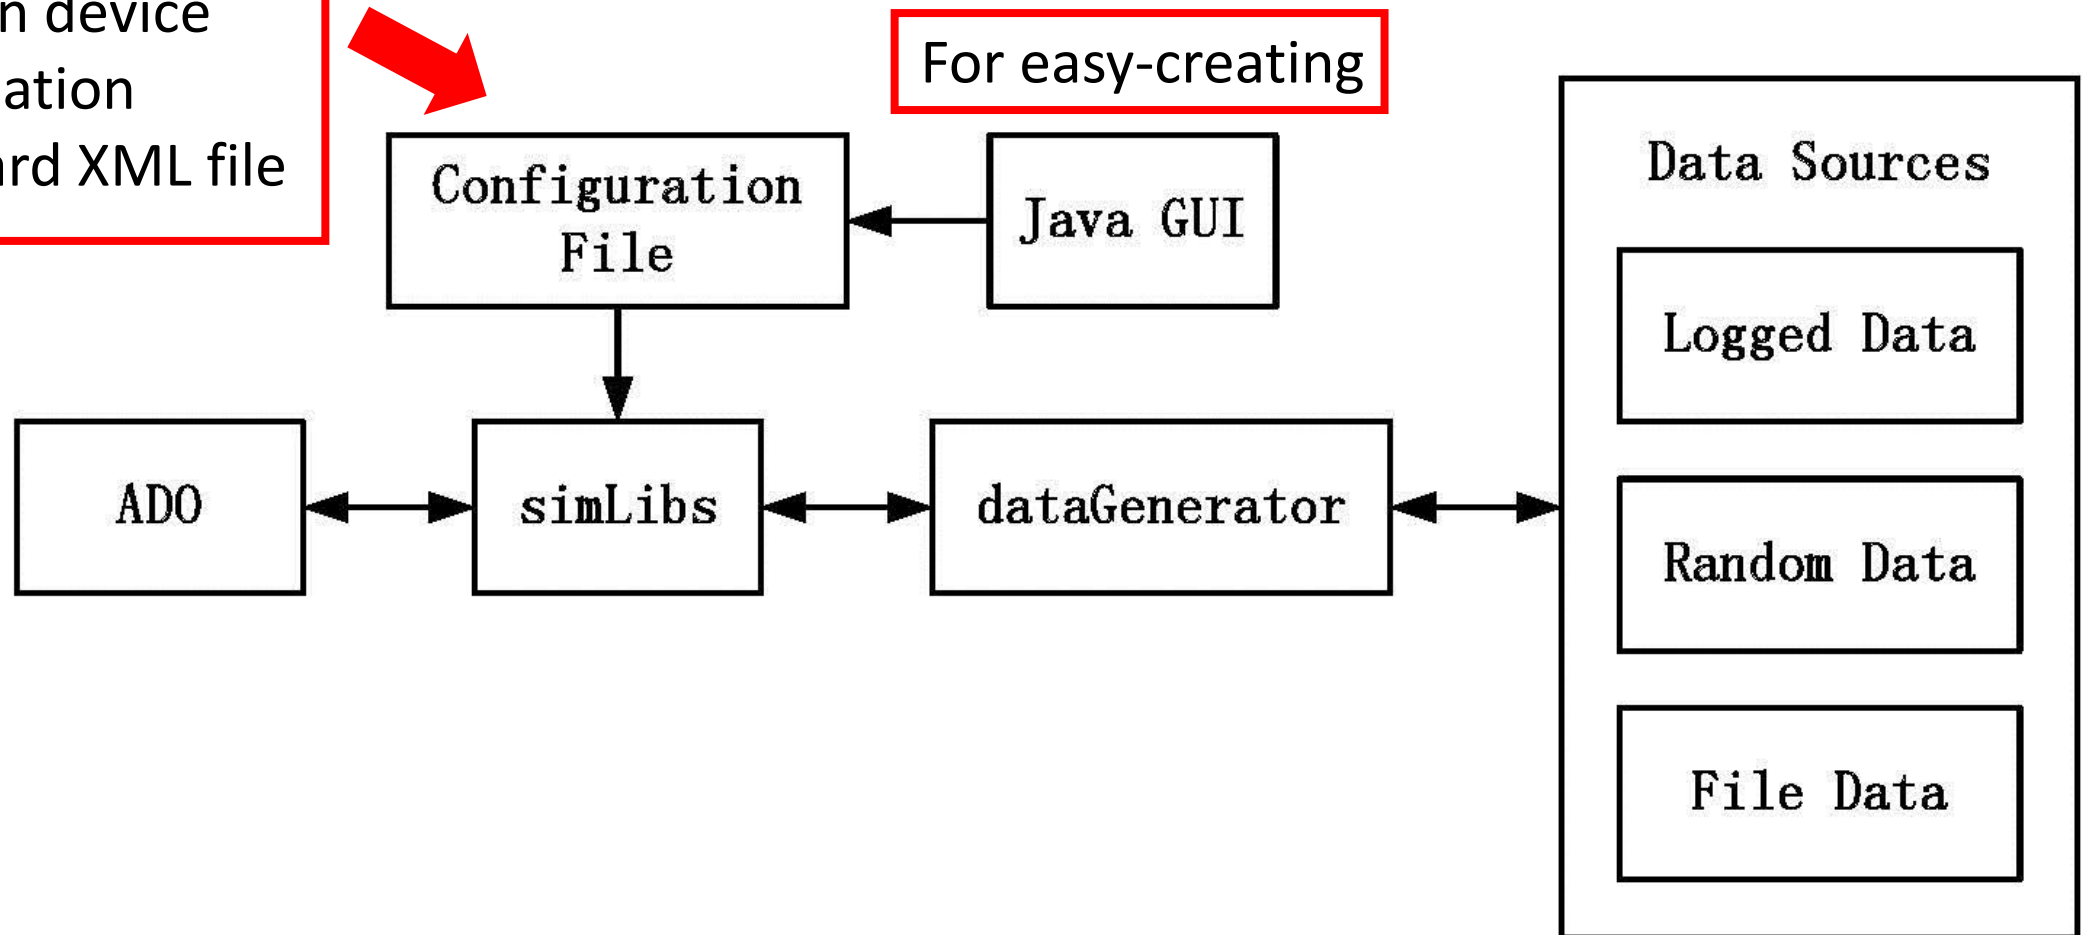 n device
ation
ard XML file
For easy-creating
Configuration
File
Java GUI
Data Sources
Logged Data
ADO
simLibs
dataGenerator
Random Data
File Data